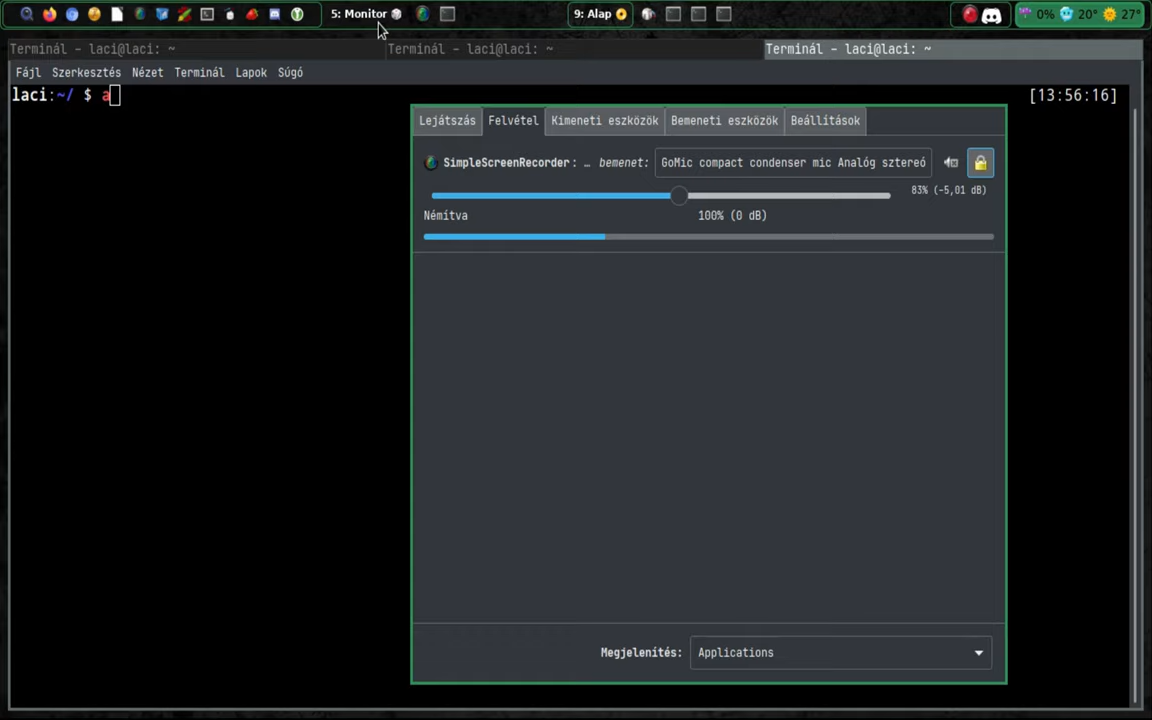 5: Monitor 9: Alap 0% 20° 27°
Terminál - laci@laci: ~ Terminál - laci@laci: ~ Terminál - laci@laci: ~
Fájl Szerkesztés Nézet Terminál Lapok Súgó
laci:~/ $ a [13:56:16]
Lejátszás Felvétel Kimeneti eszközök Bemeneti eszközök Beállítások
SimpleScreenRecorder: … bemenet: GoMic compact condenser mic Analóg sztereó
83% (-5,01 dB)
Némítva 100% (0 dB)
Megjelenítés: Applications